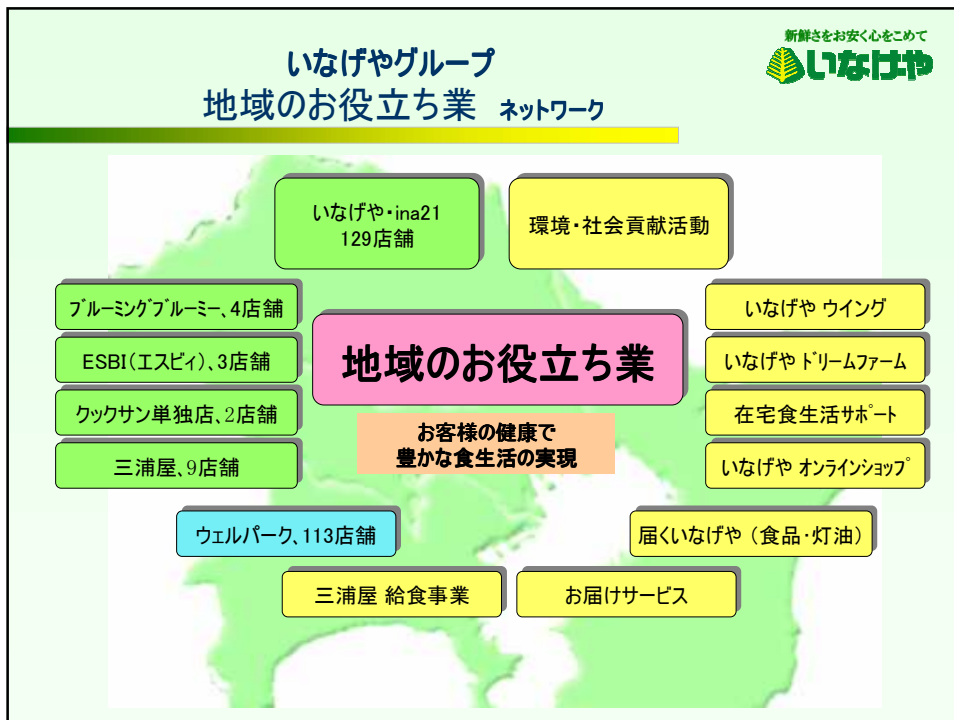 新鮮さをお安く心をこめて
いなげや
いなげやグループ
地域のお役立ち業 ネットワーク
いなげや・ina21
129店舗
環境・社会貢献活動
ブルーミングブルーミー、4店舗
いなげや ウイング
ESBI(エスビィ)、3店舗
地域のお役立ち業
いなげや ドリームファーム
クックサン単独店、2店舗
在宅食生活サポート
お客様の健康で
豊かな食生活の実現
三浦屋、9店舗
いなげや オンラインショップ
ウェルパーク、113店舗
届くいなげや (食品・灯油)
三浦屋 給食事業
お届けサービス